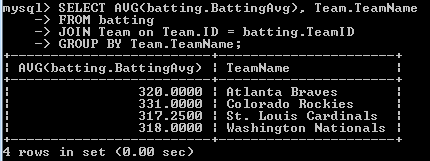 mysql> SELECT AVG(batting.BattingAvg), Team.TeamName
    -> FROM batting
    -> JOIN Team on Team.ID = batting.TeamID
    -> GROUP BY Team.TeamName;
+-------------------------+----------------------+
| AVG(batting.BattingAvg) | TeamName             |
+-------------------------+----------------------+
|                320.0000 | Atlanta Braves       |
|                331.0000 | Colorado Rockies     |
|                317.2500 | St. Louis Cardinals  |
|                318.0000 | Washington Nationals |
+-------------------------+----------------------+
4 rows in set (0.00 sec)